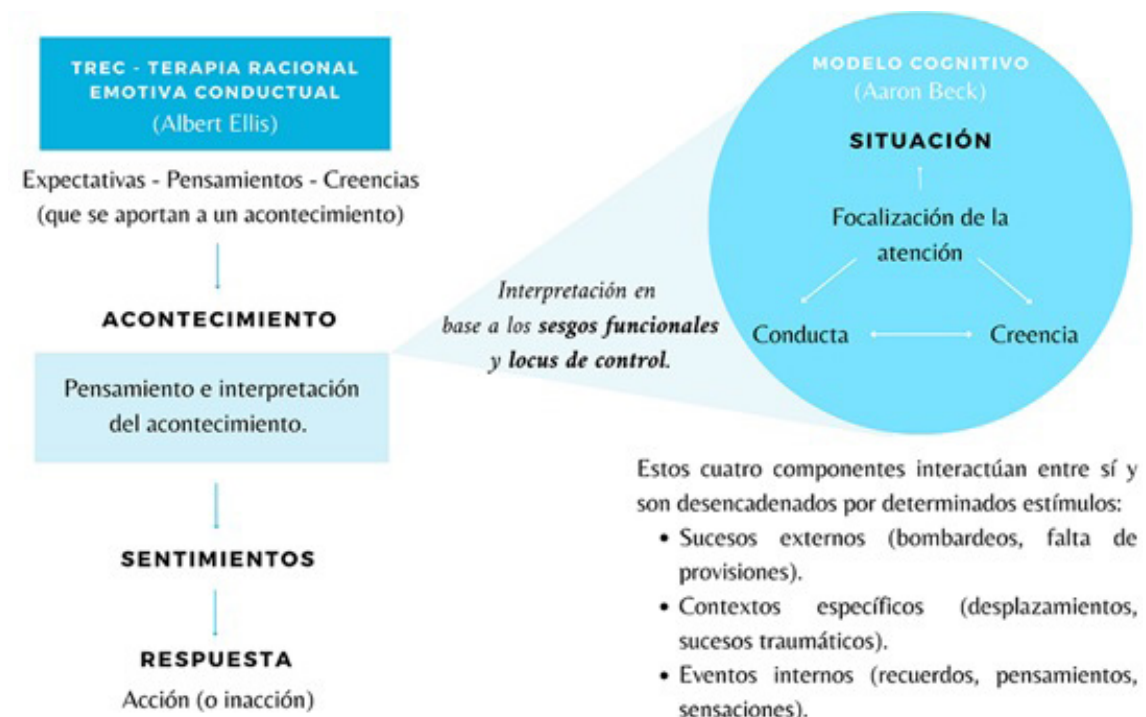 TREC - TERAPIA RACIONAL
EMOTIVA CONDUCTUAL
(Albert Ellis)
Expectativas - Pensamientos - Creencias
(que se aportan a un acontecimiento)
ACONTECIMIENTO
Pensamiento e interpretación
del acontecimiento.
SENTIMIENTOS
RESPUESTA
Acción (o inacción)
Interpretación en
base a los sesgos funcionales
y locus de control.
MODELO COGNITIVO
(Aaron Beck)
SITUACIÓN
Focalización de la
atención
Conducta
Creencia
Estos cuatro componentes interactúan entre sí y
son desencadenados por determinados estímulos:
• Sucesos externos (bombardeos, falta de
provisiones).
• Contextos específicos (desplazamientos,
sucesos traumáticos).
• Eventos internos (recuerdos, pensamientos,
sensaciones).